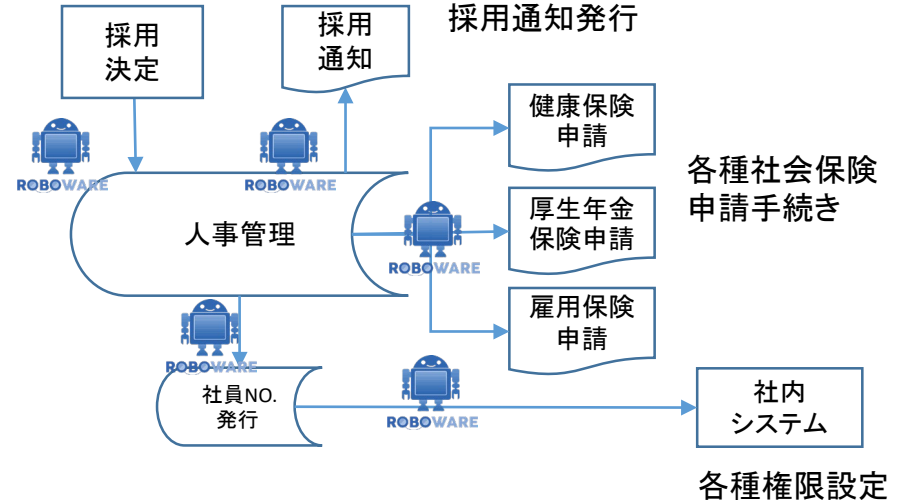 採用
決定
採用
通知
採用通知発行
ROBOWARE
ROBOWARE
健康保険
申請
各種社会保険
申請手続き
人事管理
ROBOWARE
厚生年金
保険申請
雇用保険
申請
ROBOWARE
社員NO.
発行
ROBOWARE
社内
システム
各種権限設定